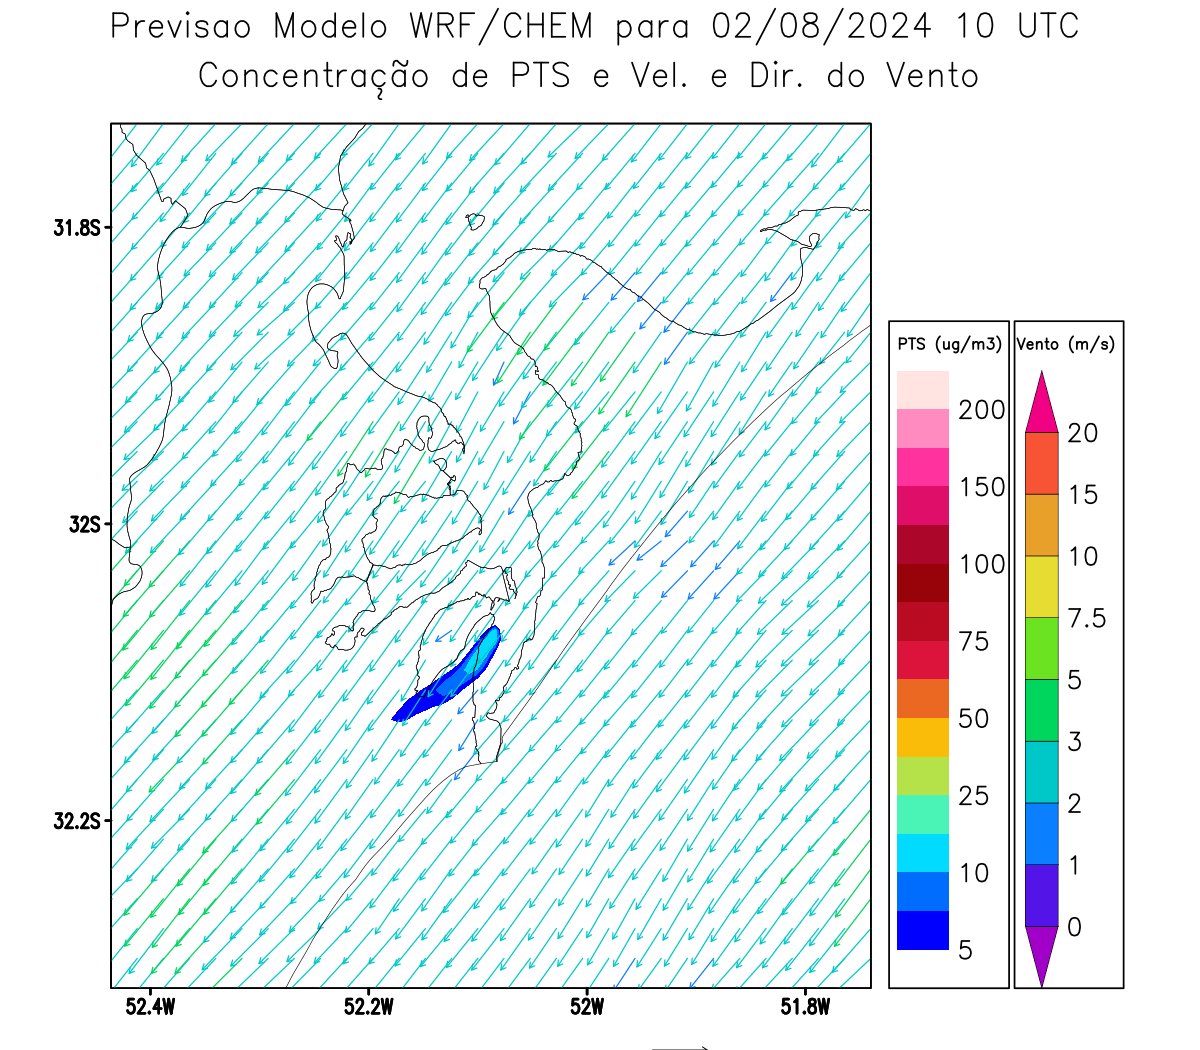 Previsao Modelo WRF/CHEM para 02/08/2024 10 UTC
Concentração de PTS e Vel. e Dir. do Vento
31.8S
32S
32.2S
52.4W 52.2W 52W 51.8W
PTS (ug/m3)
200
150
100
75
50
25
10
5
Vento (m/s)
20
15
10
7.5
5
3
2
1
0